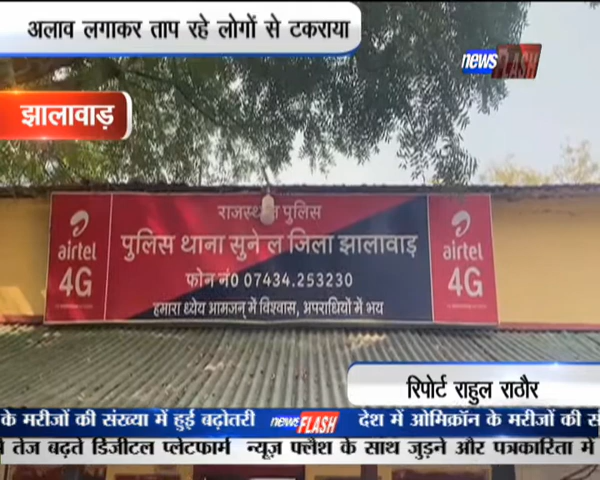 अलाव लगाकर ताप रहे लोगों से टकराया
news FLASH
झालावाड़
राजस्थान पुलिस
airtel 4G
पुलिस थाना सुनेल जिला झालावाड़
airtel 4G
फोन नं0 07434.253230
हमारा ध्येय आमजन् में विश्वास, अपराधियों में भय
रिपोर्ट राहुल राठौर
के मरीजों की संख्या में हुई बढ़ोतरी news FLASH देश में ओमिक्रॉन के मरीजों की
तेज बढ़ते डिजीटल प्लेटफार्म न्यूज़ फ्लैश के साथ जुड़ने और पत्रकारिता में